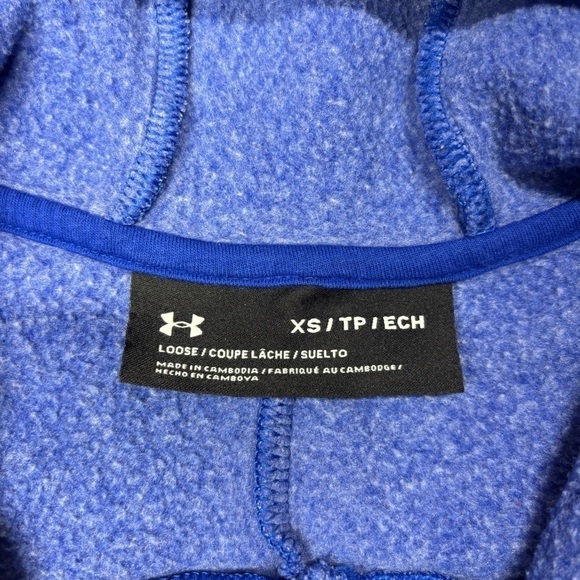 XS / TP / ECH
LOOSE / COUPE LÂCHE / SUELTO
MADE IN CAMBODIA / FABRIQUÉ AU CAMBODGE /
HECHO EN CAMBOYA